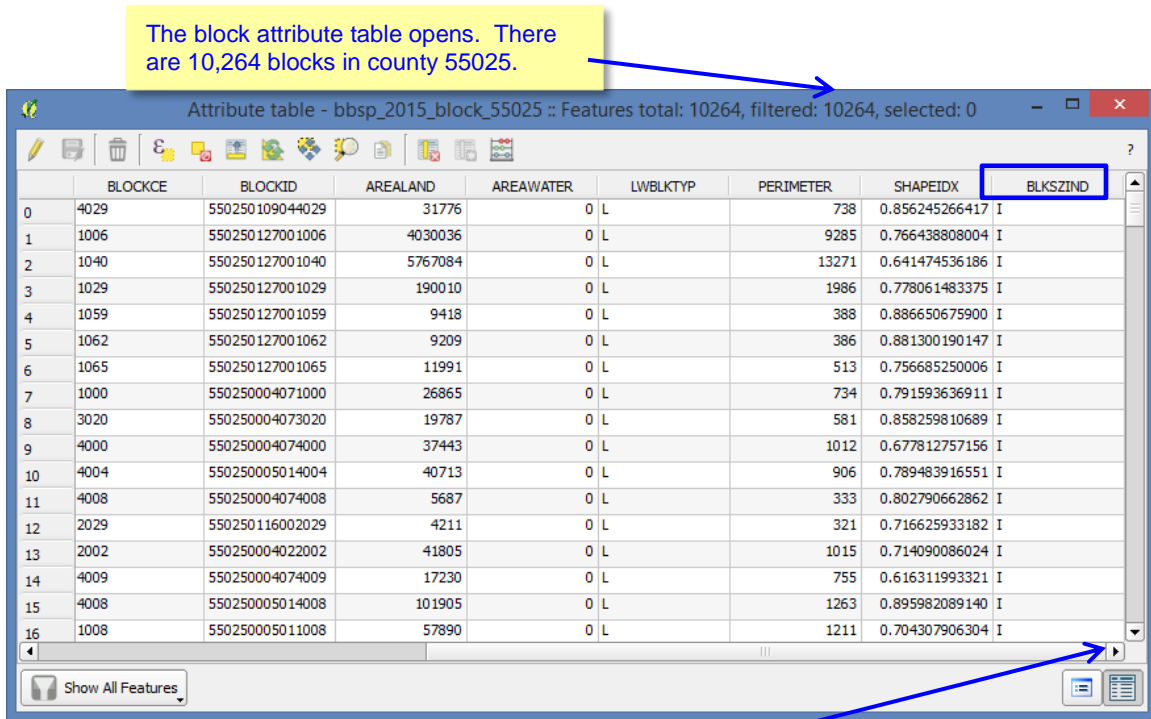 The block attribute table opens. There
are 10,264 blocks in county 55025.
Attribute table - bbsp_2015_block_55025 :: Features total: 10264, filtered: 10264, selected: 0
ε
?
BLOCKCE BLOCKID AREALAND AREAWATER LWBLKTYP PERIMETER SHAPEIDX BLKSZIND
0 4029 550250109044029 31776 0 L 738 0.856245266417 I
1 1006 550250127001006 4030036 0 L 9285 0.766438808004 I
2 1040 550250127001040 5767084 0 L 13271 0.641474536186 I
3 1029 550250127001029 190010 0 L 1986 0.778061483375 I
4 1059 550250127001059 9418 0 L 388 0.886650675900 I
5 1062 550250127001062 9209 0 L 386 0.881300190147 I
6 1065 550250127001065 11991 0 L 513 0.756685250006 I
7 1000 550250004071000 26865 0 L 734 0.791593636911 I
8 3020 550250004073020 19787 0 L 581 0.858259810689 I
9 4000 550250004074000 37443 0 L 1012 0.677812757156 I
10 4004 550250005014004 40713 0 L 906 0.789483916551 I
11 4008 550250004074008 5687 0 L 333 0.802790662862 I
12 2029 550250116002029 4211 0 L 321 0.716625933182 I
13 2002 550250004022002 41805 0 L 1015 0.714090086024 I
14 4009 550250004074009 17230 0 L 755 0.616311993321 I
15 4008 550250005014008 101905 0 L 1263 0.895982089140 I
16 1008 550250005011008 57890 0 L 1211 0.704307906304 I
Show All Features